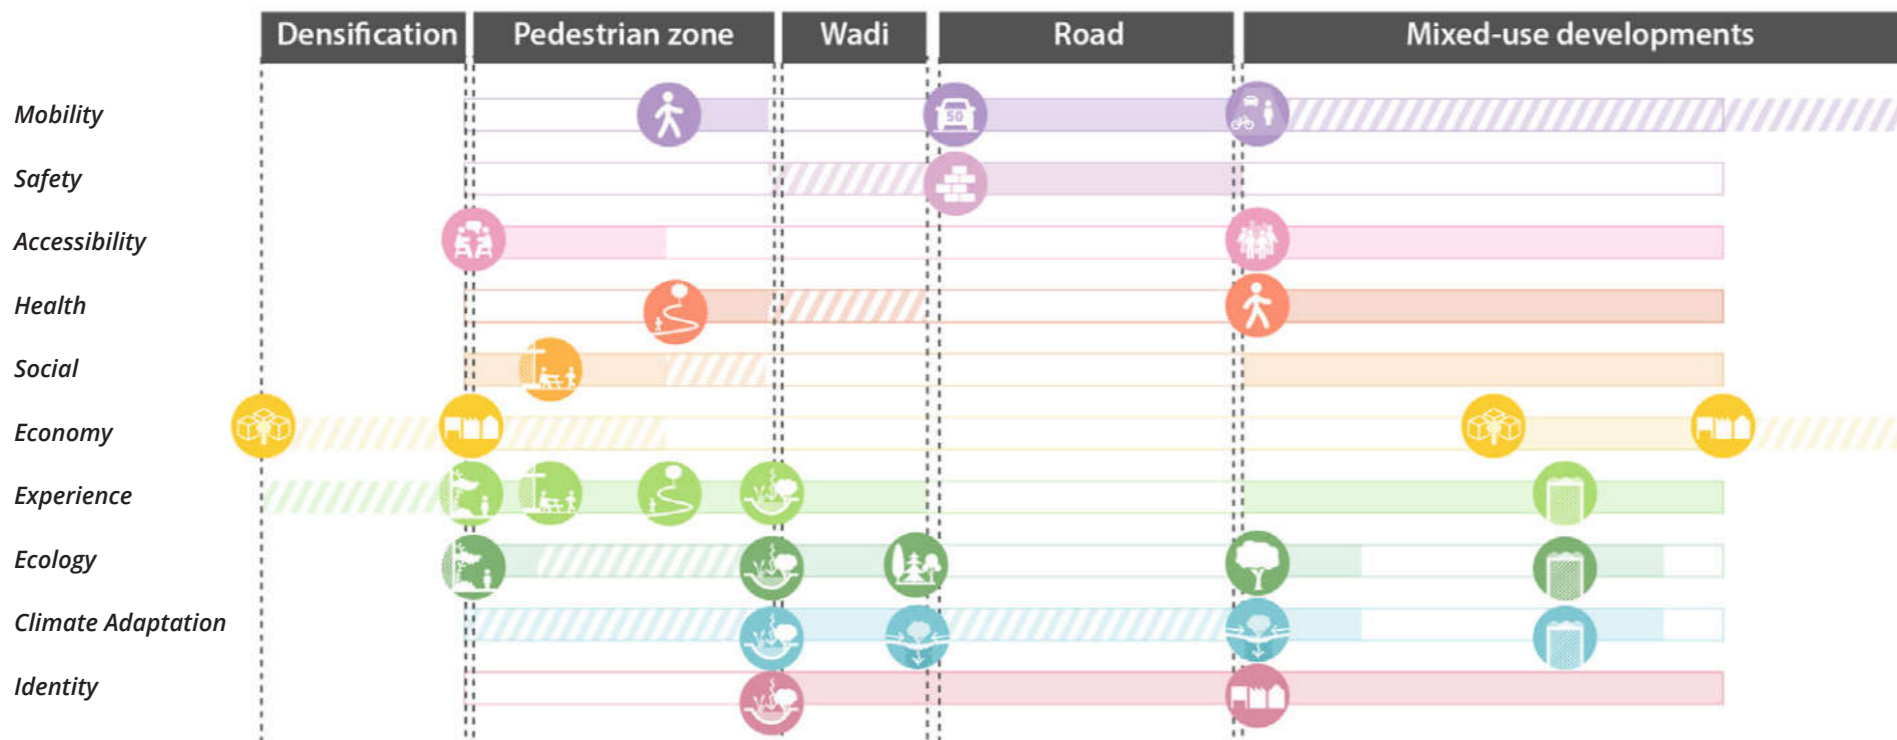 Densification Pedestrian zone Wadi Road Mixed-use developments
Mobility
50
Safety
Accessibility
Health
Social
Economy
Experience
Ecology
Climate Adaptation
Identity